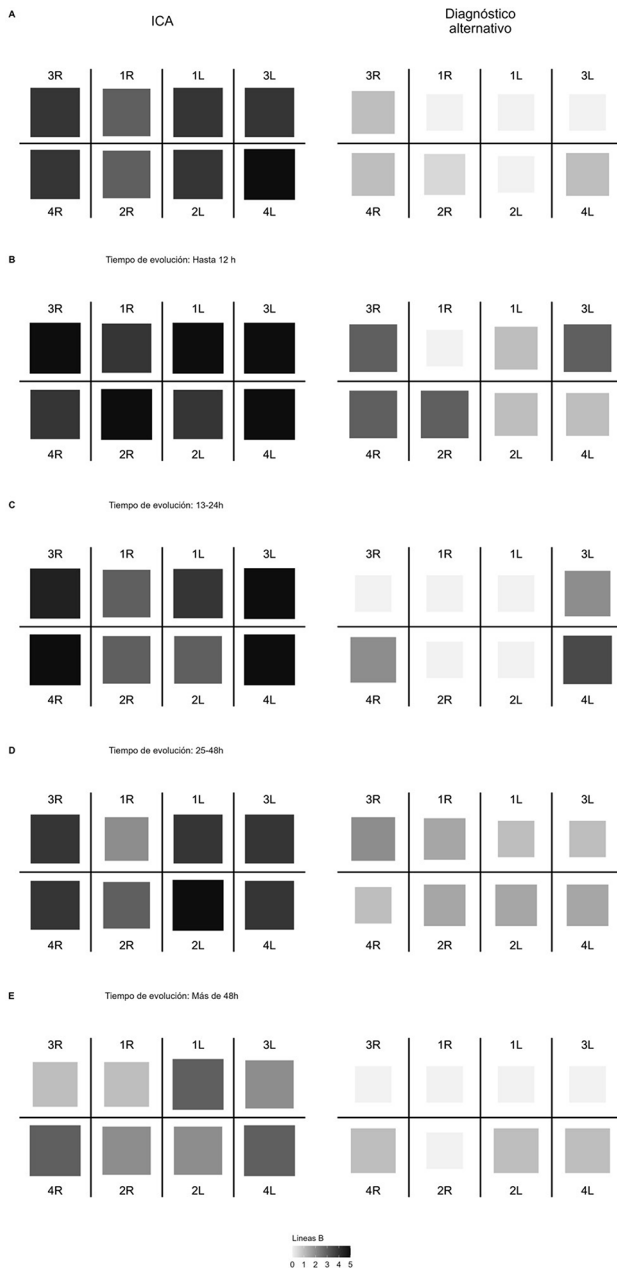 A
ICA
Diagnóstico
alternativo
3R 1R 1L 3L
3R 1R 1L 3L
4R 2R 2L 4L
4R 2R 2L 4L
B
Tiempo de evolución: Hasta 12 h
3R 1R 1L 3L
3R 1R 1L 3L
4R 2R 2L 4L
4R 2R 2L 4L
C
Tiempo de evolución: 13-24h
3R 1R 1L 3L
3R 1R 1L 3L
4R 2R 2L 4L
4R 2R 2L 4L
D
Tiempo de evolución: 25-48h
3R 1R 1L 3L
3R 1R 1L 3L
4R 2R 2L 4L
4R 2R 2L 4L
E
Tiempo de evolución: Más de 48h
3R 1R 1L 3L
3R 1R 1L 3L
4R 2R 2L 4L
4R 2R 2L 4L
Líneas B
0 1 2 3 4 5